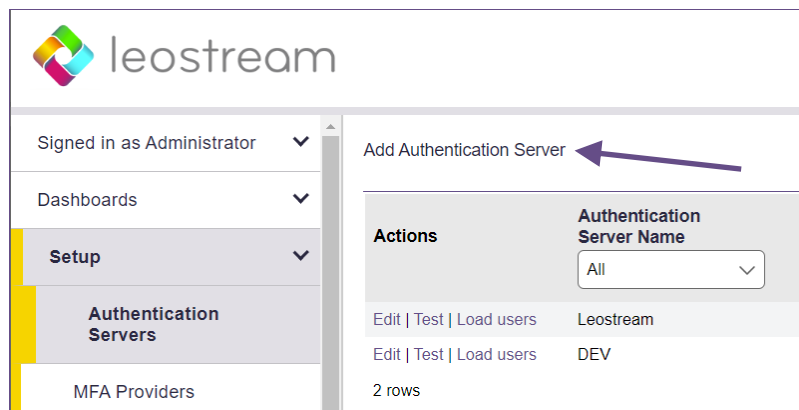 leostream
Signed in as Administrator
Dashboards
Setup
Authentication
Servers
MFA Providers
Add Authentication Server
Actions
Authentication
Server Name
All
Edit | Test | Load users
Leostream
Edit | Test | Load users
DEV
2 rows